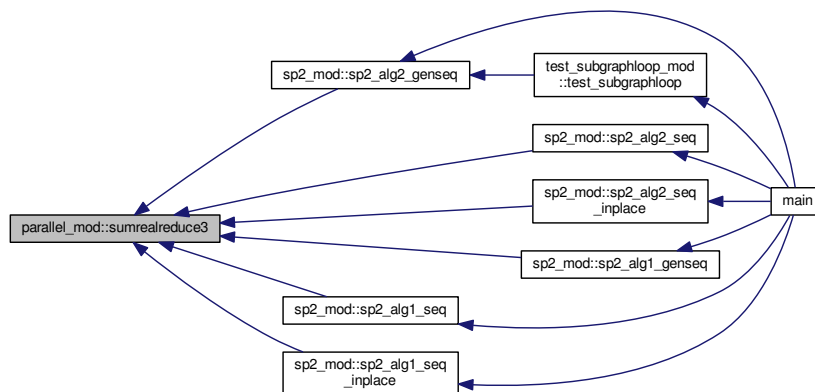 sp2_mod::sp2_alg2_genseq
test_subgraphloop_mod
::test_subgraphloop
sp2_mod::sp2_alg2_seq
sp2_mod::sp2_alg2_seq
_inplace
main
parallel_mod::sumrealreduce3
sp2_mod::sp2_alg1_genseq
sp2_mod::sp2_alg1_seq
sp2_mod::sp2_alg1_seq
_inplace